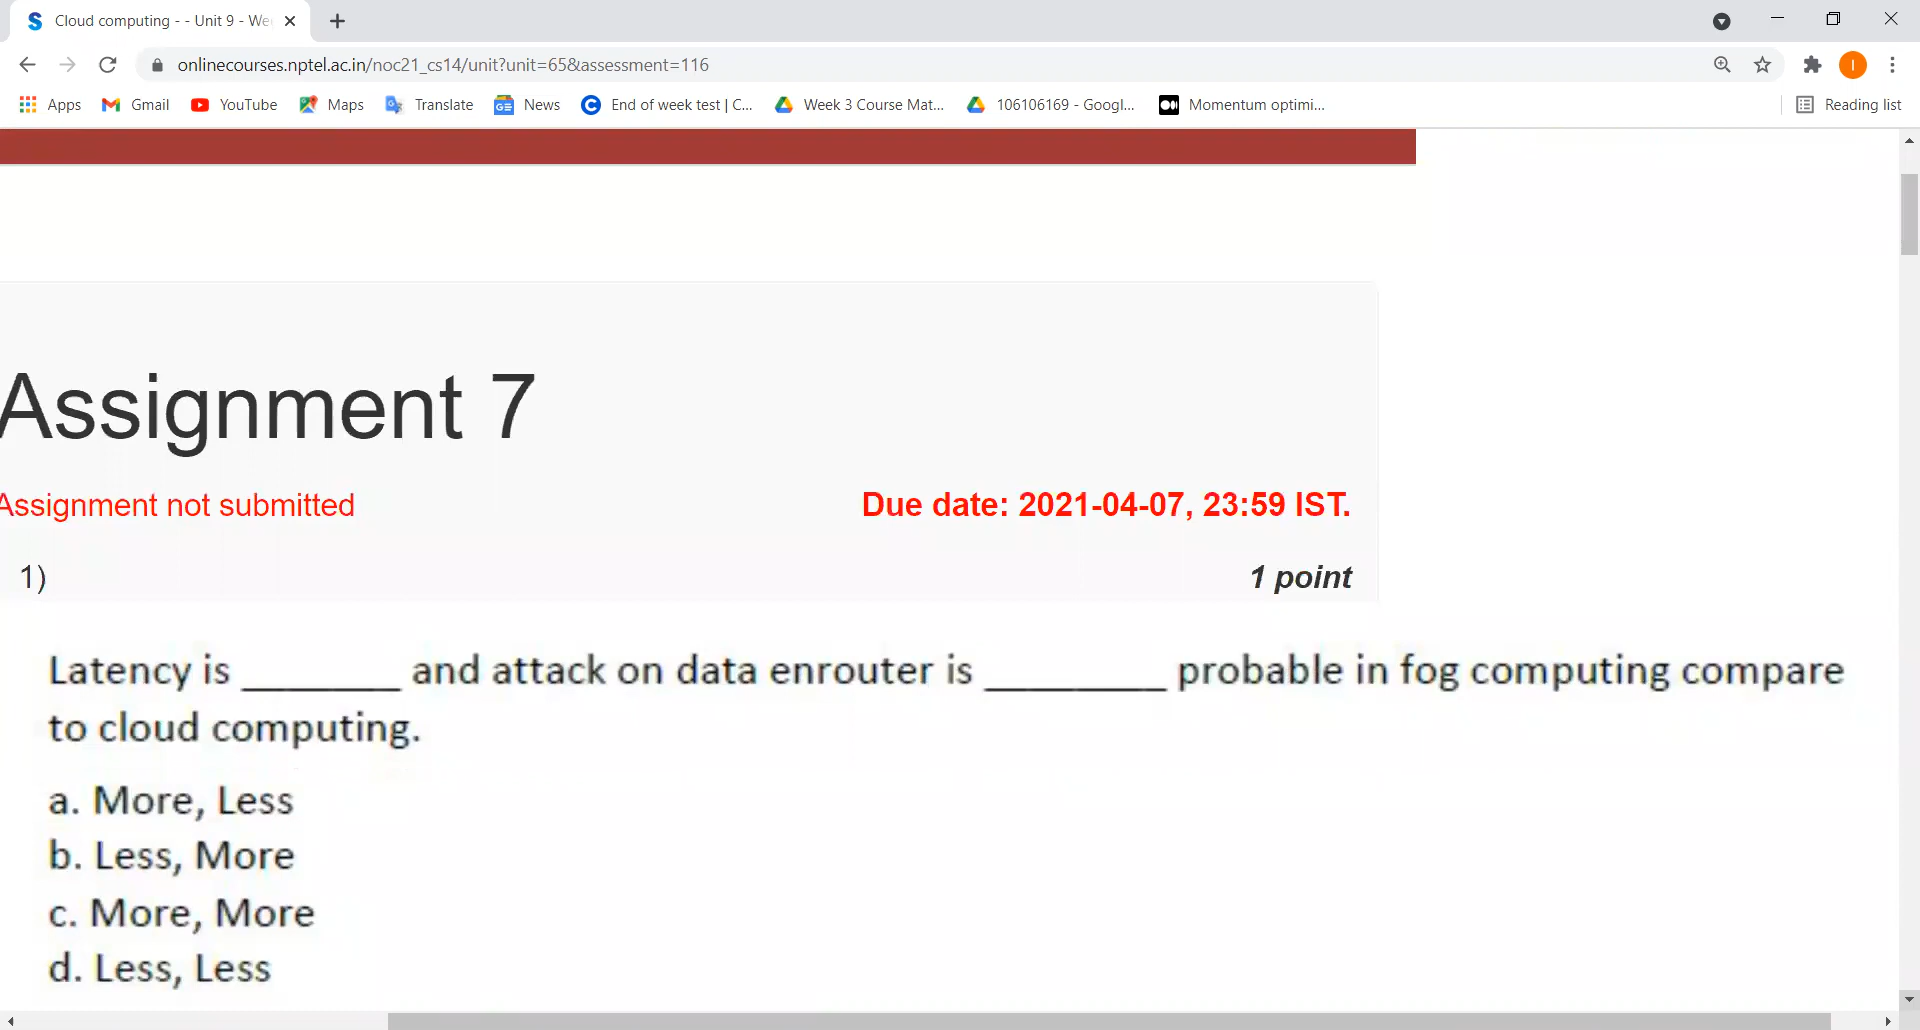 Cloud computing - - Unit 9 - We
onlinecourses.nptel.ac.in/noc21_cs14/unit?unit=65&assessment=116
I
Apps
Gmail
YouTube
Maps
Translate
News
End of week test | C...
Week 3 Course Mat...
106106169 - Googl...
Momentum optimi...
Reading list
Assignment 7
Assignment not submitted
Due date: 2021-04-07, 23:59 IST.
1)
1 point
Latency is ________ and attack on data enrouter is _________ probable in fog computing compare
to cloud computing.
a. More, Less
b. Less, More
c. More, More
d. Less, Less